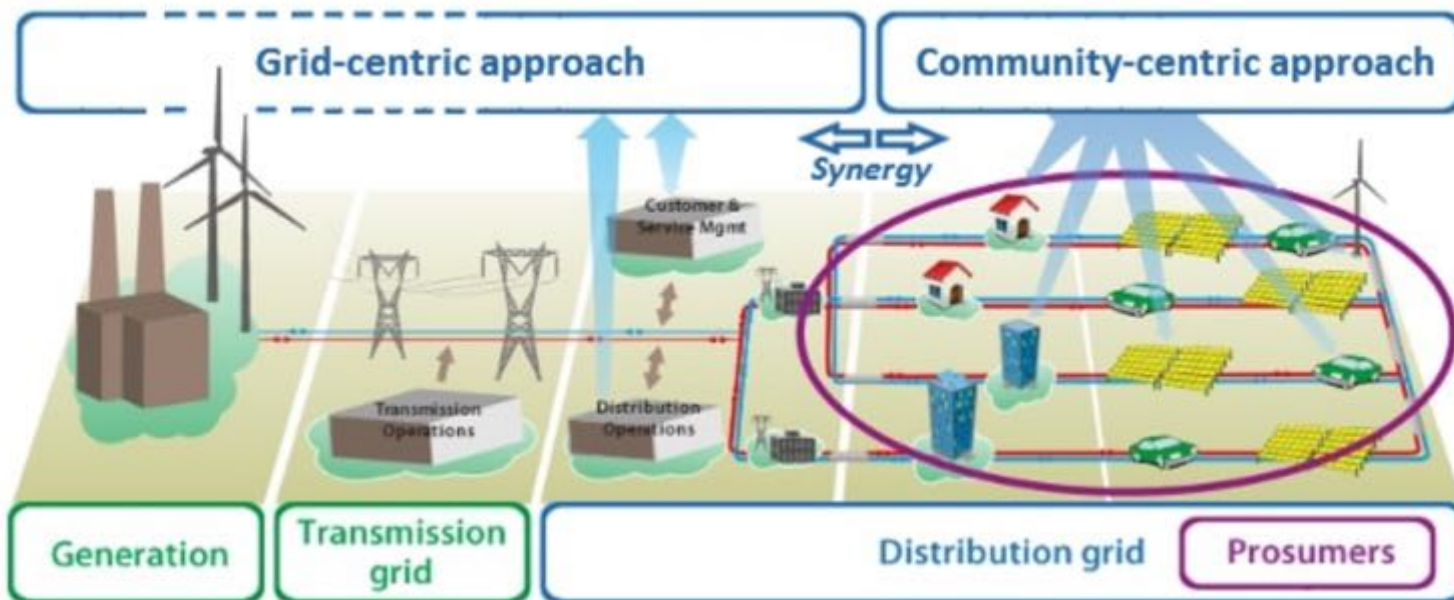 Grid-centric approach
Community-centric approach
Synergy
Customer &
Service Mgmt
Transmission
Operations
Distribution
Operations
Generation
Transmission
grid
Distribution grid
Prosumers